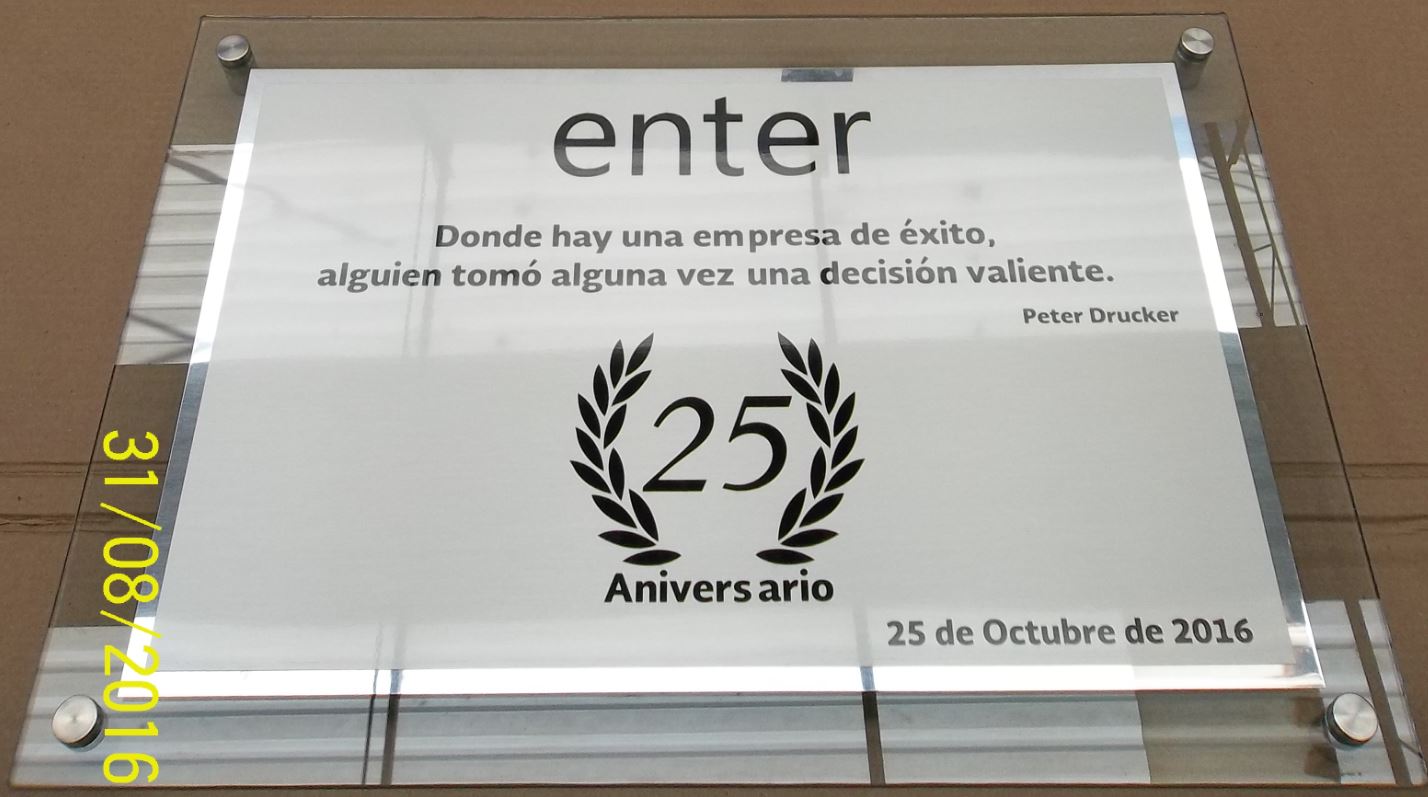 enter
Donde hay una empresa de éxito,
alguien tomó alguna vez una decisión valiente.
Peter Drucker
25
Aniversario
25 de Octubre de 2016
31/08/2016